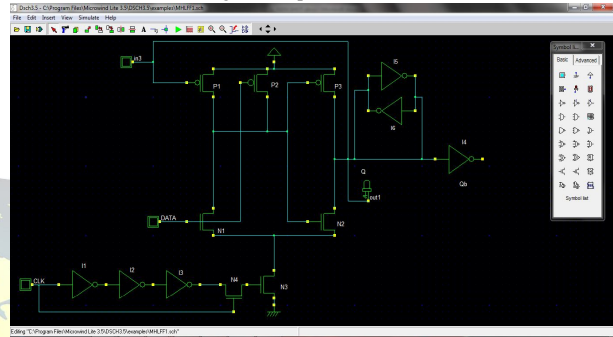 Dsch3.5 - C:\Program Files\Microwind Lite 3.5\DSCH3.5\examples\MHLFF1.sch
File Edit Insert View Simulate Help
in3
P1
P2
P3
I5
I6
I4
Q
Qb
out1
DATA
N1
N2
CLK
I1
I2
I3
N4
N3
Symbol li...
Basic Advanced
Symbol list
Editing "C:\Program Files\Microwind Lite 3.5\DSCH3.5\examples\MHLFF1.sch"